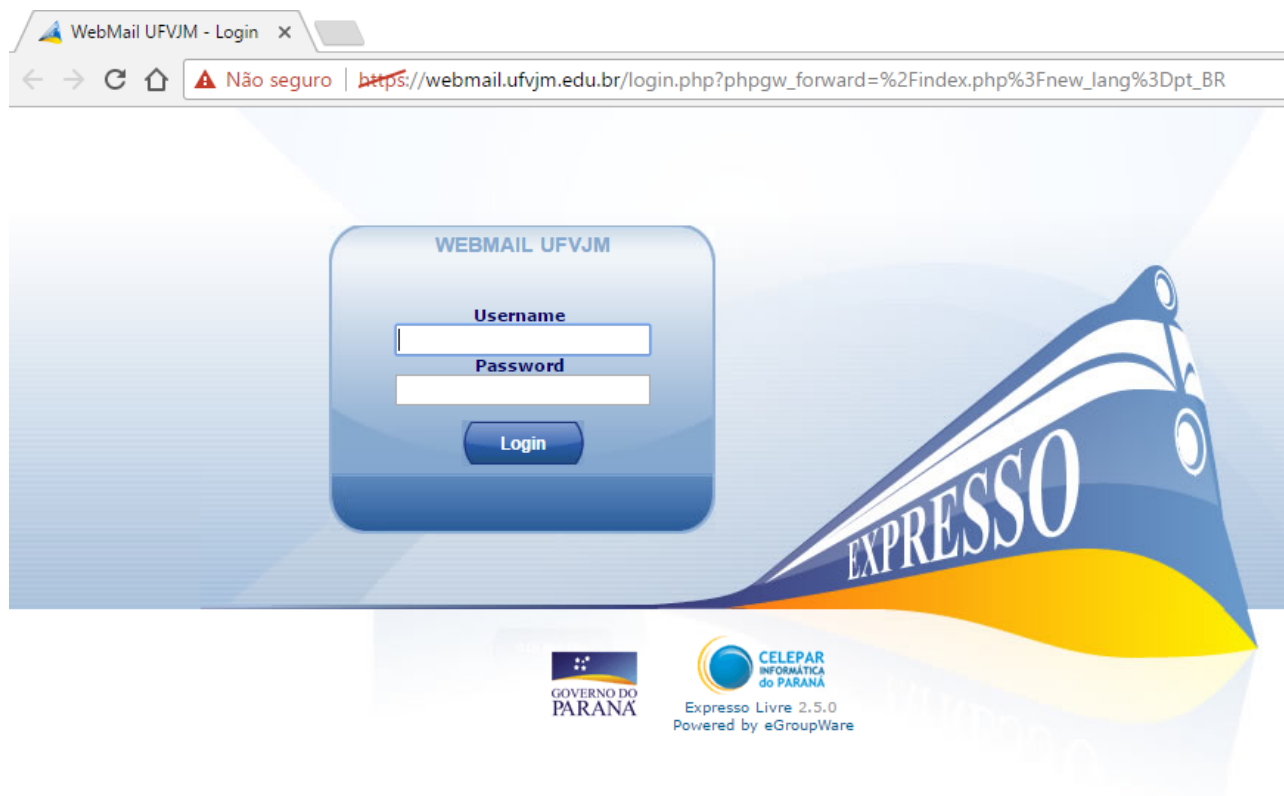 WebMail UFVJM - Login
Não seguro | https://webmail.ufvjm.edu.br/login.php?phpgw_forward=%2Findex.php%3Fnew_lang%3Dpt_BR
WEBMAIL UFVJM
Username
Password
Login
EXPRESSO
GOVERNO DO
PARANÁ
CELEPAR
INFORMÁTICA
do PARANÁ
Expresso Livre 2.5.0
Powered by eGroupWare